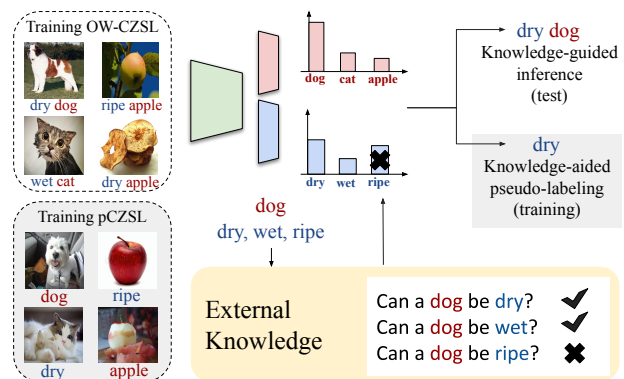 Training OW-CZSL
dry dog
ripe apple
wet cat
dry apple
Training pCZSL
dog
ripe
dry
apple
dog cat apple
dry wet ripe
dog
dry, wet, ripe
dry dog
Knowledge-guided
inference
(test)
dry
Knowledge-aided
pseudo-labeling
(training)
External
Knowledge
Can a dog be dry?
Can a dog be wet?
Can a dog be ripe?